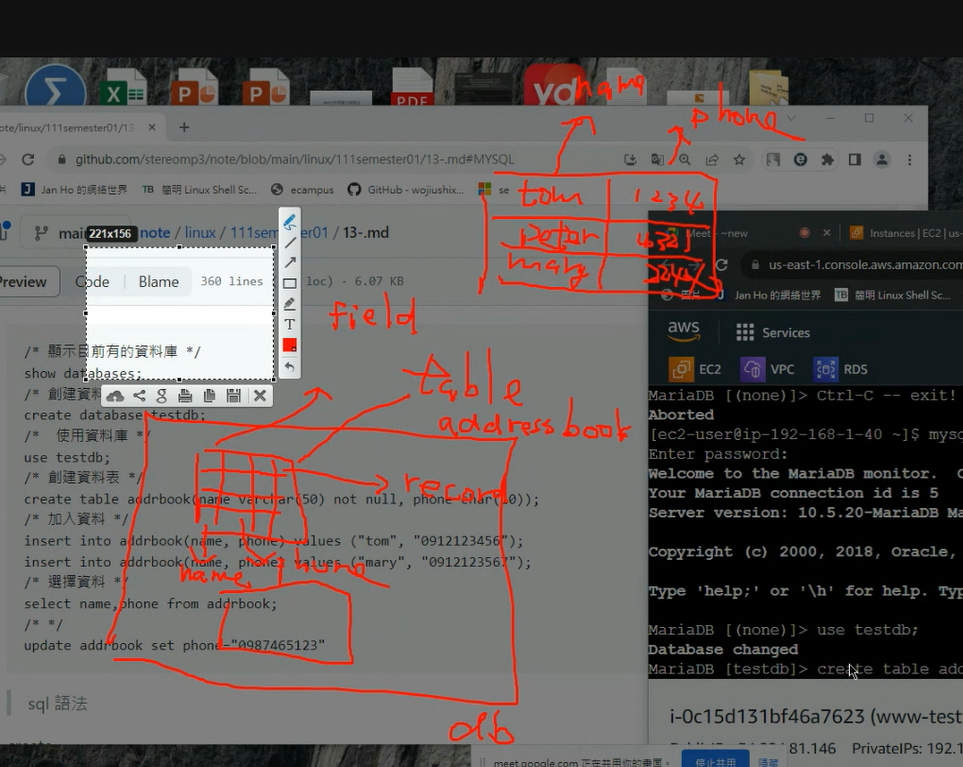 PDF
yd
name
phone
ote/linux/111semester01/13
github.com/stereomp3/note/blob/main/linux/111semester01/13-.md#MYSQL
J Jan Ho 的網絡世界
TB 簡明 Linux Shell Sc...
ecampus
GitHub - wojiushix...
se
tom 1234
peter 4321
mary
main
221x156
note / linux / 111semester01 / 13-.md
Preview
Code
Blame
360 lines
loc) · 6.07 KB
field
/* 顯示目前有的資料庫 */
show databases;
/* 創建資料
create database testdb;
/* 使用資料庫 */
use testdb;
/* 創建資料表 */
create table addrbook(name varchar(50) not null, phone char(10));
/* 加入資料 */
insert into addrbook(name, phone) values ("tom", "0912123456");
insert into addrbook(name, phone) values ("mary", "0912123567");
/* 選擇資料 */
select name,phone from addrbook;
/* */
update addrbook set phone="0987465123"
table
address book
record
name
phone
db
sql 語法
Meet - ~new
Instances | EC2 | us-
us-east-1.console.aws.amazon.com
Jan Ho 的網絡世界
TB 簡明 Linux Shell Sc...
aws
Services
EC2
VPC
RDS
MariaDB [(none)]> Ctrl-C -- exit!
Aborted
[ec2-user@ip-192-168-1-40 ~]$ mysq
Enter password:
Welcome to the MariaDB monitor. C
Your MariaDB connection id is 5
Server version: 10.5.20-MariaDB Ma
Copyright (c) 2000, 2018, Oracle,
Type 'help;' or '\h' for help. Typ
MariaDB [(none)]> use testdb;
Database changed
MariaDB [testdb]> create table add
i-0c15d131bf46a7623 (www-test
81.146 PrivateIPs: 192.1
meet.google.com 正在共用你的畫面。
停止共用
隱藏